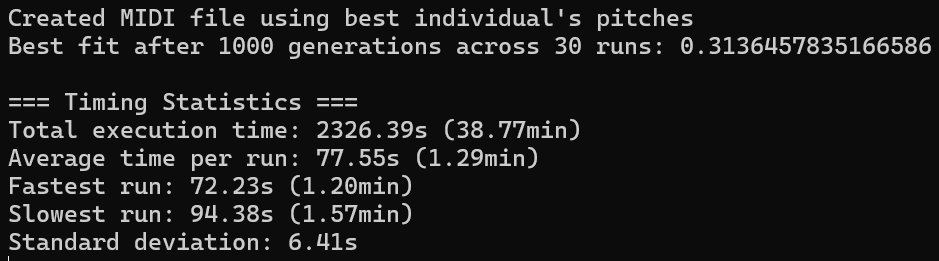 Created MIDI file using best individual's pitches
Best fit after 1000 generations across 30 runs: 0.3136457835166586
=== Timing Statistics ===
Total execution time: 2326.39s (38.77min)
Average time per run: 77.55s (1.29min)
Fastest run: 72.23s (1.20min)
Slowest run: 94.38s (1.57min)
Standard deviation: 6.41s